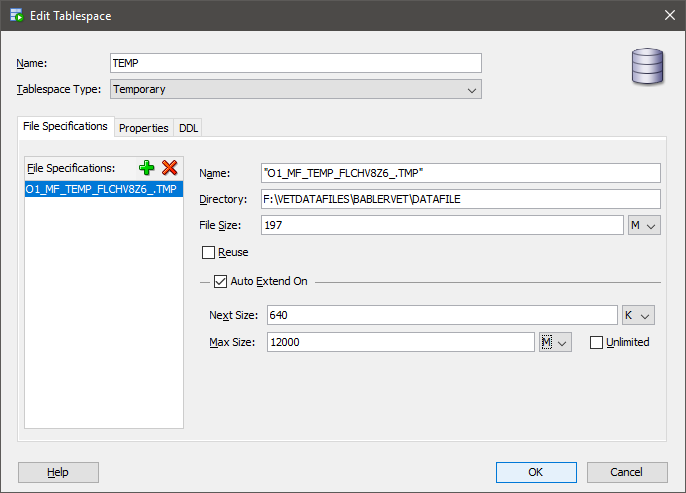 Edit Tablespace
Name: TEMP
Tablespace Type: Temporary
File Specifications Properties DDL
File Specifications:
O1_MF_TEMP_FLCHV8Z6_.TMP
Name: "O1_MF_TEMP_FLCHV8Z6_.TMP"
Directory: F:\VETDATAFILES\BABLERVET\DATAFILE
File Size: 197 M
Reuse
Auto Extend On
Next Size: 640 K
Max Size: 12000 M Unlimited
Help OK Cancel